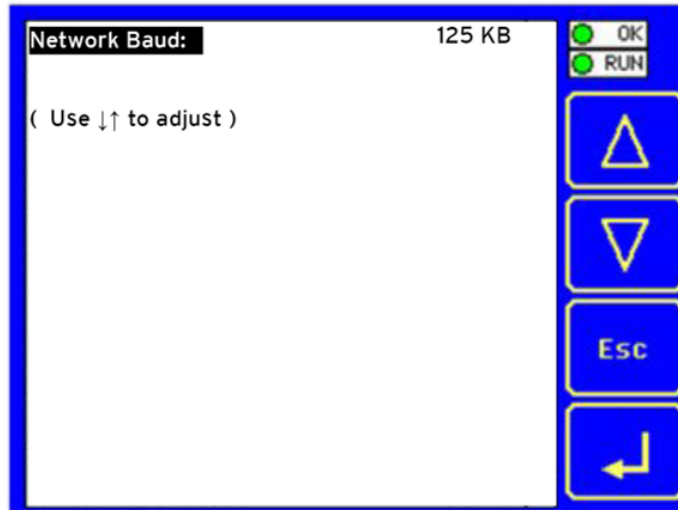 Network Baud: 125 KB
OK
RUN
( Use ↓↑ to adjust )
Esc